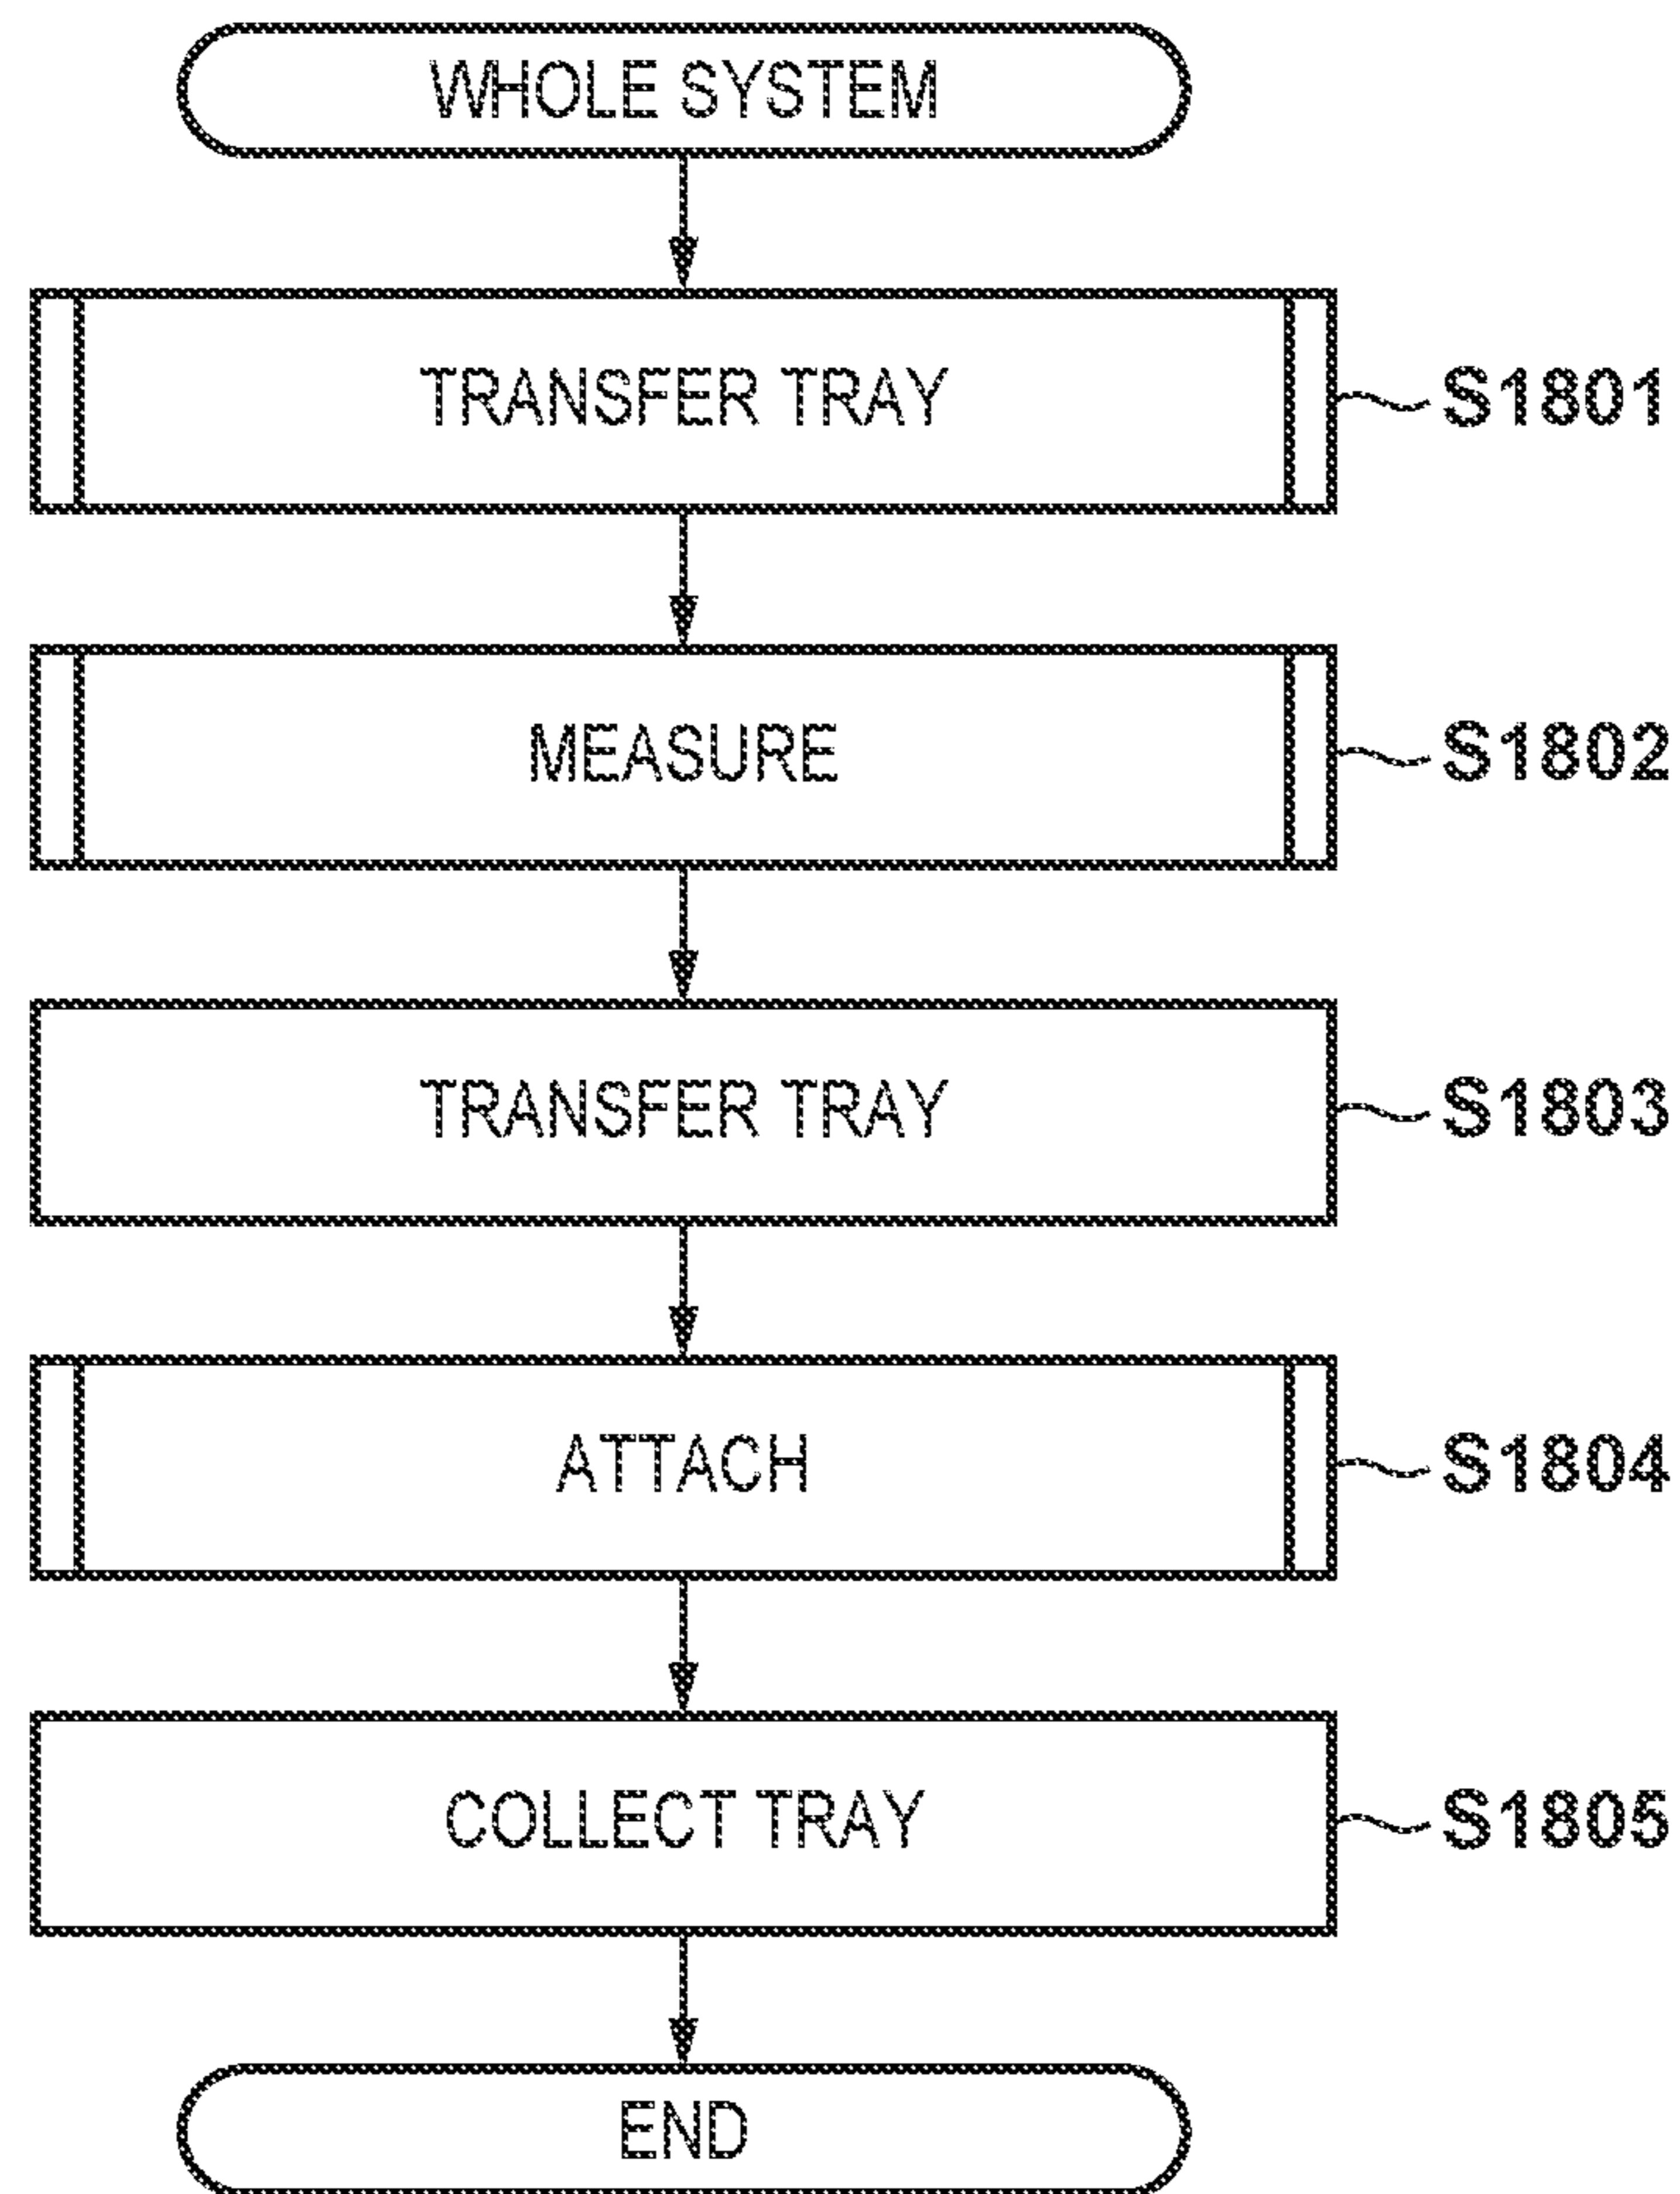 WHOLE SYSTEM
TRANSFER TRAY
S1801
MEASURE
S1802
TRANSFER TRAY
S1803
ATTACH
S1804
COLLECT TRAY
S1805
END